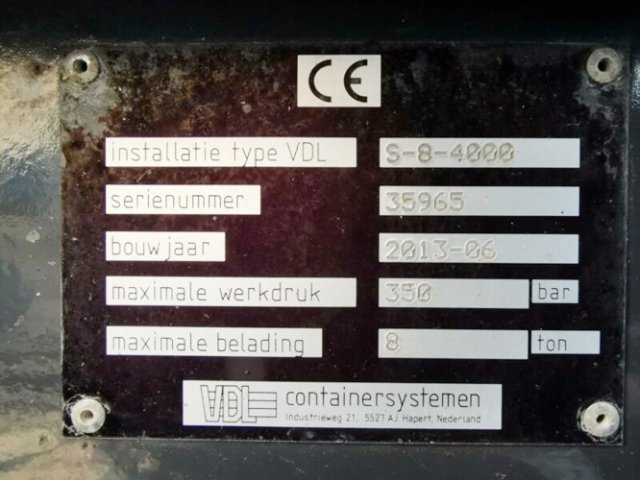 CE
installatie type VDL S-8-4000
serienummer 35965
bouwjaar 2013-06
maximale werkdruk 350 bar
maximale belading 8 ton
VDL containersystemen
Industrieweg 21, 5527 AJ Hapert, Nederland